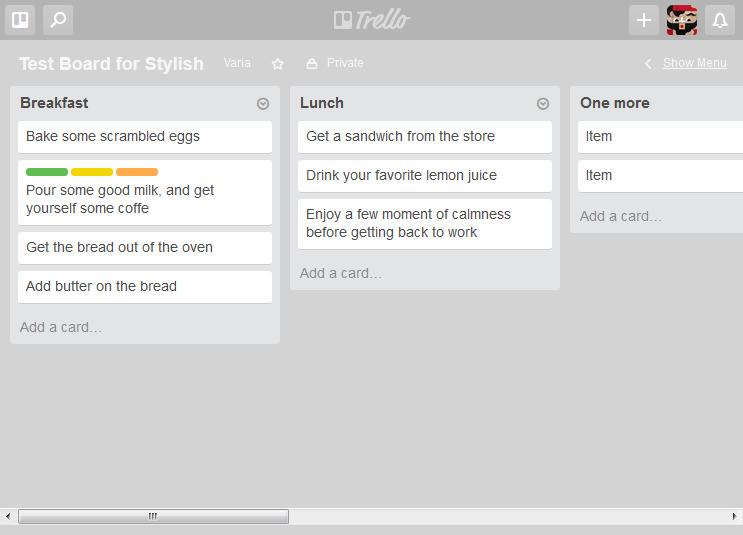 Trello
Test Board for Stylish
Varia
Private
Show Menu
Breakfast
Bake some scrambled eggs
Pour some good milk, and get
yourself some coffe
Get the bread out of the oven
Add butter on the bread
Add a card…
Lunch
Get a sandwich from the store
Drink your favorite lemon juice
Enjoy a few moment of calmness
before getting back to work
Add a card…
One more
Item
Item
Add a card…